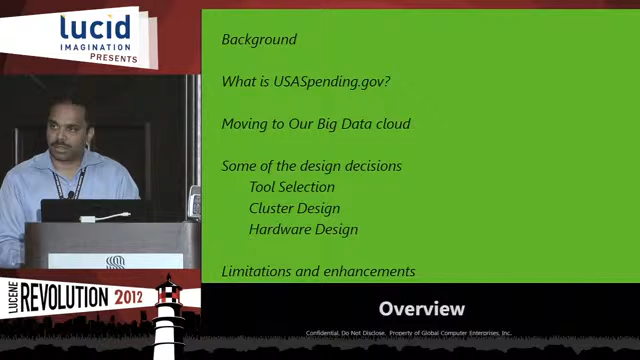 lucid
IMAGINATION
PRESENTS
Background
What is USASpending.gov?
Moving to Our Big Data cloud
Some of the design decisions
Tool Selection
Cluster Design
Hardware Design
Limitations and enhancements
Overview
Confidential, Do Not Disclose. Property of Global Computer Enterprises, Inc.
LUCENE
REVOLUTION 2012